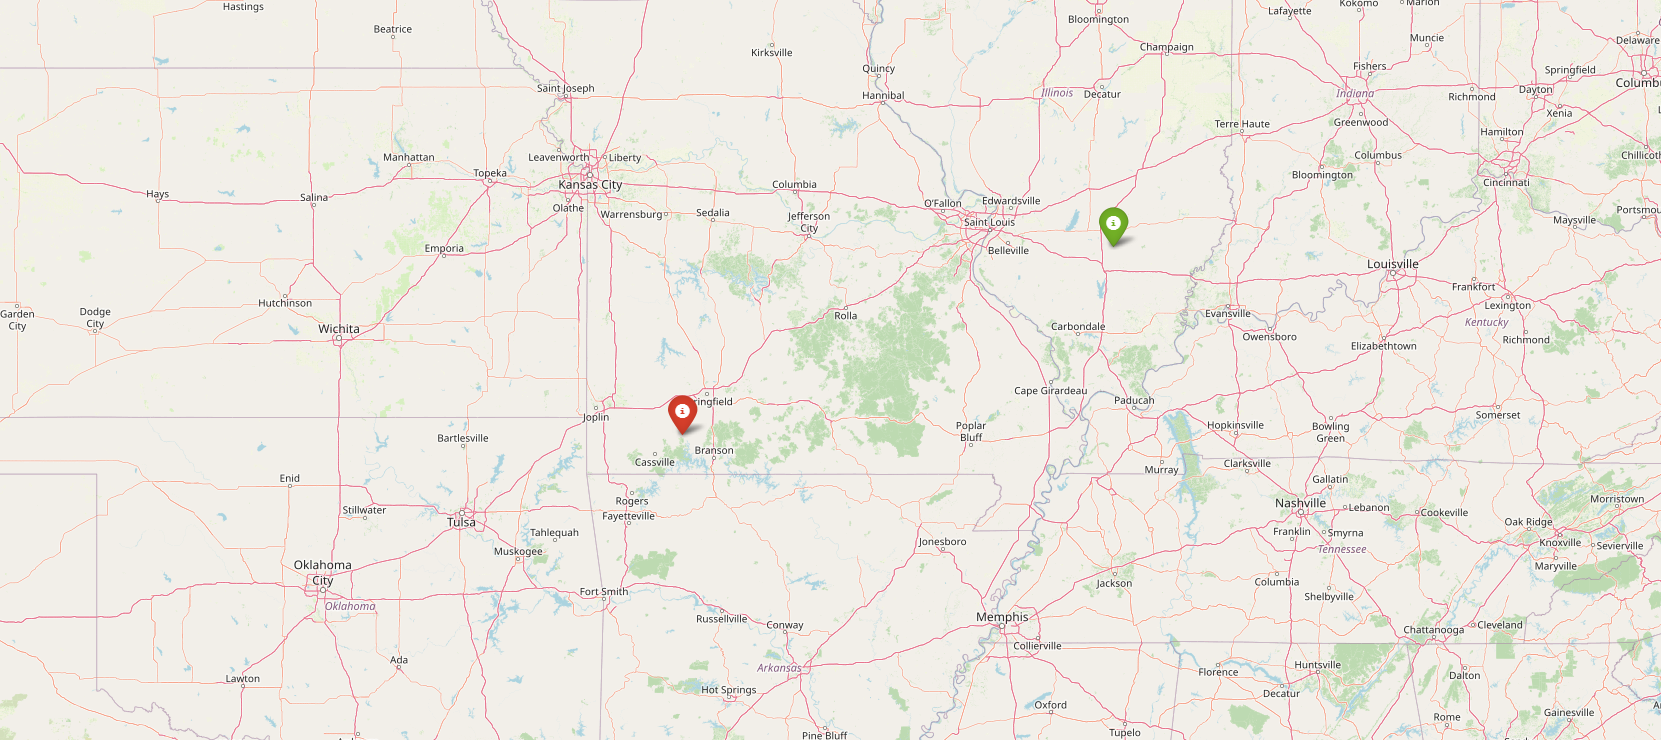 Hastings
Beatrice
Kirksville
Quincy
Hannibal
Bloomington
Champaign
Illinois
Decatur
Lafayette
Kokomo
Marion
Muncie
Fishers
Indiana
Greenwood
Delaware
Springfield
Richmond
Dayton
Columbu
Xenia
Hamilton
Saint Joseph
Manhattan
Leavenworth
Liberty
Topeka
Kansas City
Hays
Salina
Olathe
Warrensburg
Sedalia
Columbia
Jefferson
City
O'Fallon
Edwardsville
Saint Louis
Belleville
Terre Haute
Bloomington
Columbus
Cincinnati
Chillicoth
Maysville
Portsmou
Emporia
Hutchinson
Garden
City
Dodge
City
Wichita
Rolla
Carbondale
Evansville
Owensboro
Louisville
Frankfort
Lexington
Kentucky
Richmond
Elizabethtown
Joplin
ringfield
Cape Girardeau
Paducah
Bartlesville
Cassville
Branson
Poplar
Bluff
Murray
Hopkinsville
Bowling
Green
Somerset
Clarksville
Gallatin
Enid
Stillwater
Tulsa
Rogers
Fayetteville
Tahlequah
Muskogee
Jonesboro
Nashville
Lebanon
Cookeville
Franklin
Smyrna
Tennessee
Morristown
Oak Ridge
Knoxville
Sevierville
Maryville
Oklahoma
City
Oklahoma
Fort Smith
Russellville
Conway
Memphis
Collierville
Jackson
Columbia
Shelbyville
Chattanooga
Cleveland
Lawton
Ada
Arkansas
Hot Springs
Pine Bluff
Oxford
Tupelo
Florence
Huntsville
Decatur
Dalton
Rome
Gainesville